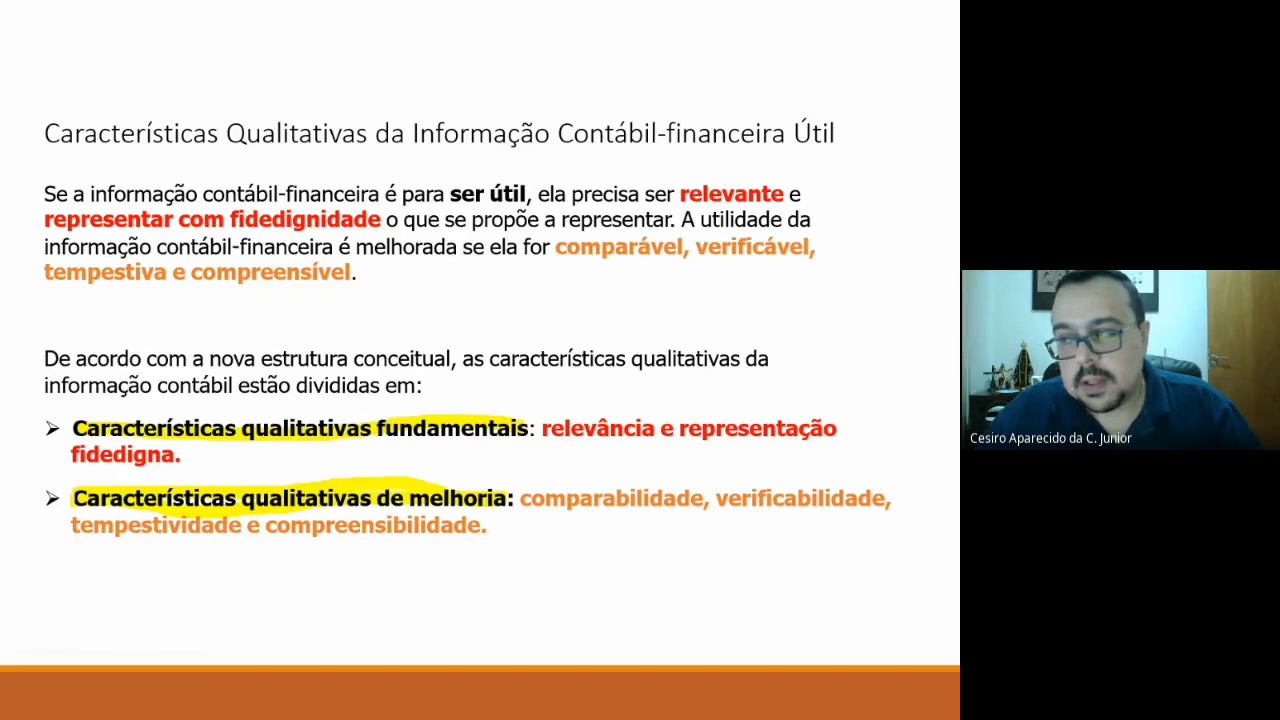 Características Qualitativas da Informação Contábil-financeira Útil
Se a informação contábil-financeira é para ser útil, ela precisa ser relevante e
representar com fidedignidade o que se propõe a representar. A utilidade da
informação contábil-financeira é melhorada se ela for comparável, verificável,
tempestiva e compreensível.
De acordo com a nova estrutura conceitual, as características qualitativas da
informação contábil estão divididas em:
➢ Características qualitativas fundamentais: relevância e representação
fidedigna.
➢ Características qualitativas de melhoria: comparabilidade, verificabilidade,
tempestividade e compreensibilidade.
Cesiro Aparecido da C. Junior